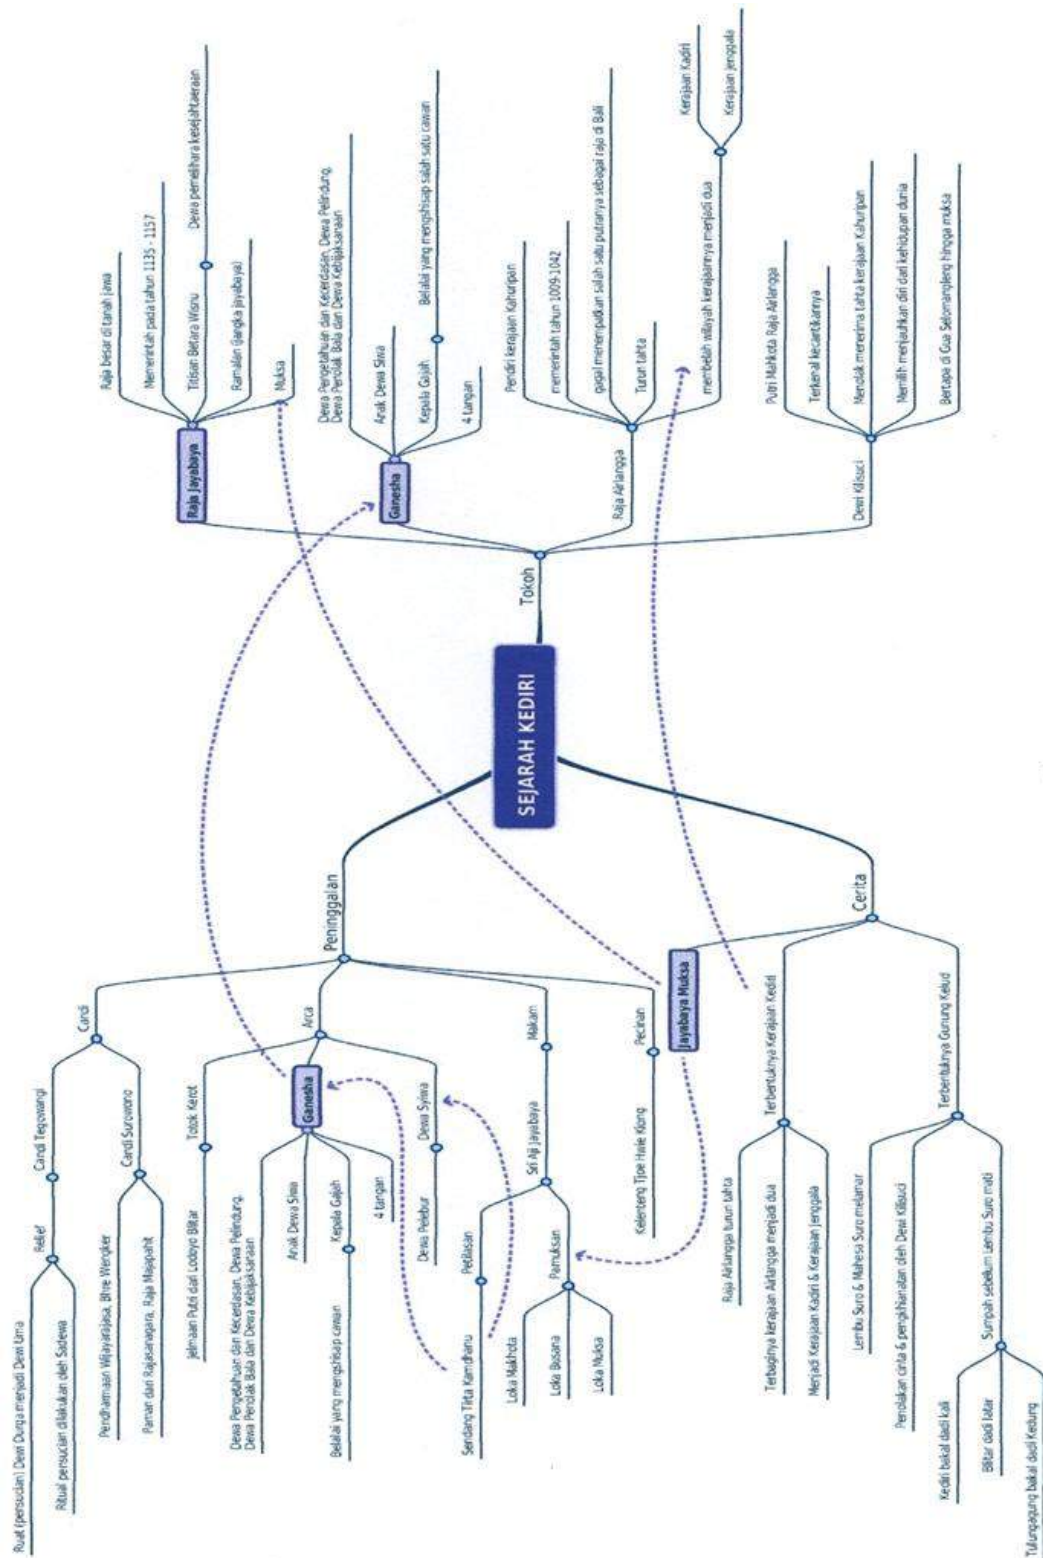 SEJARAH KEDIRI
Peninggalan
Candi
Candi Tegowangi
Relief
Ruat (persucian) Dewi Durga menjadi Dewi Uma
Ritual persucian dilakukan oleh Sadewa
Candi Surowono
Pendharmaan Wijayarajasa, Bhre Wengker
Paman dari Rajasanagara, Raja Majapahit
Arca
Totok Kerot
Jelmaan Putri dari Lodoyo Blitar
Ganesha
Dewa Pengetahuan dan Kecerdasan, Dewa Pelindung,
Dewa Penolak Bala dan Dewa Kebijaksanaan
Anak Dewa Siwa
Kepala Gajah
Belalai yang menghisap cawan
4 tangan
Dewa Syiwa
Dewa Pelebur
Makam
Sri Aji Jayabaya
Petilasan
Sendang Tirta Kamdhanu
Pamuksan
Loka Makhota
Loka Busana
Loka Muksa
Pecinan
Kelenteng Tjoe Hwie Kiong
Cerita
Jayabaya Muksa
Terbentuknya Kerajaan Kediri
Raja Airlangga turun tahta
Terbaginya kerajaan Airlangga menjadi dua
Menjadi Kerajaan Kadiri & Kerajaan Jenggala
Terbentuknya Gunung Kelud
Lembu Suro & Mahesa Suro melamar
Penolakan cinta & pengkhianatan oleh Dewi Kilisuci
Sumpah sebelum Lembu Suro mati
Kediri bakal dadi kali
Blitar dadi latar
Tulungagung bakal dadi Kedung
Tokoh
Raja Jayabaya
Raja besar di tanah jawa
Memerintah pada tahun 1135 - 1157
Titisan Betara Wisnu
Dewa pemelihara kesejahteraan
Ramalan (jangka jayabaya)
Muksa
Ganesha
Dewa Pengetahuan dan Kecerdasan, Dewa Pelindung,
Dewa Penolak Bala dan Dewa Kebijaksanaan
Anak Dewa Siwa
Kepala Gajah
Belalai yang menghisap salah satu cawan
4 tangan
Raja Airlangga
Pendiri kerajaan Kahuripan
memerintah tahun 1009-1042
gagal menempatkan salah satu putranya sebagai raja di Bali
Turun tahta
membelah wilayah kerajaannya menjadi dua
Kerajaan Kadiri
Kerajaan Jenggala
Dewi Kilisuci
Putri Mahkota Raja Airlangga
Terkenal kecantikannya
Menolak menerima tahta kerajaan Kahuripan
Memilih menjauhkan diri dari kehidupan dunia
Bertapa di Gua Selomangleng hingga muksa